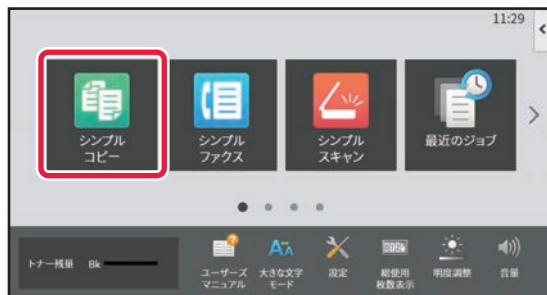 11:29
シンプル
コピー
シンプル
ファクス
シンプル
スキャン
最近のジョブ
トナー残量 Bk
ユーザーズ
マニュアル
大きな文字
モード
設定
総使用
枚数表示
明度調整
音量